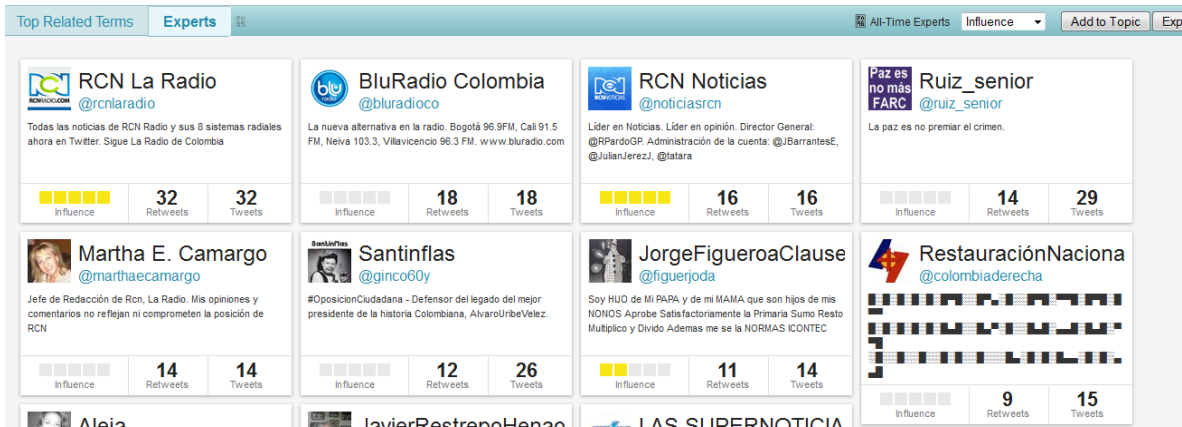 Top Related Terms Experts
All-Time Experts Influence Add to Topic Exp
RCN La Radio
@rcnlaradio
Todas las noticias de RCN Radio y sus 8 sistemas radiales
ahora en Twitter. Sigue La Radio de Colombia
Influence
32 Retweets
32 Tweets
blu
BluRadio Colombia
@bluradioco
La nueva alternativa en la radio. Bogotá 96.9FM, Cali 91.5
FM, Neiva 103.3, Villavicencio 96.3 FM. www.bluradio.com
Influence
18 Retweets
18 Tweets
RCN Noticias
@noticiasrcn
Líder en Noticias. Líder en opinión. Director General:
@RPardoGP. Administración de la cuenta: @JBarrantesE,
@JulianJerezJ, @tatara
Influence
16 Retweets
16 Tweets
Paz es
no más
FARC
Ruiz_senior
@ruiz_senior
La paz es no premiar el crimen.
Influence
14 Retweets
29 Tweets
Martha E. Camargo
@marthaecamargo
Jefe de Redacción de Rcn, La Radio. Mis opiniones y
comentarios no reflejan ni comprometen la posición de
RCN
Influence
14 Retweets
14 Tweets
Santinflas
Santinflas
@ginco60y
#OposicionCiudadana - Defensor del legado del mejor
presidente de la historia Colombiana, AlvaroUribeVelez.
Influence
12 Retweets
26 Tweets
JorgeFigueroaClause
@figuerjoda
Soy HIJO de Mi PAPA y de mi MAMA que son hijos de mis
NONOS Aprobe Satisfactoriamente la Primaria Sumo Resto
Multiplico y Divido Ademas me se la NORMAS ICONTEC
Influence
11 Retweets
14 Tweets
RestauraciónNaciona
@colombiaderecha
Influence
9 Retweets
15 Tweets
Aleja
JavierRestrepoHenao
LAS SUPERNOTICIA